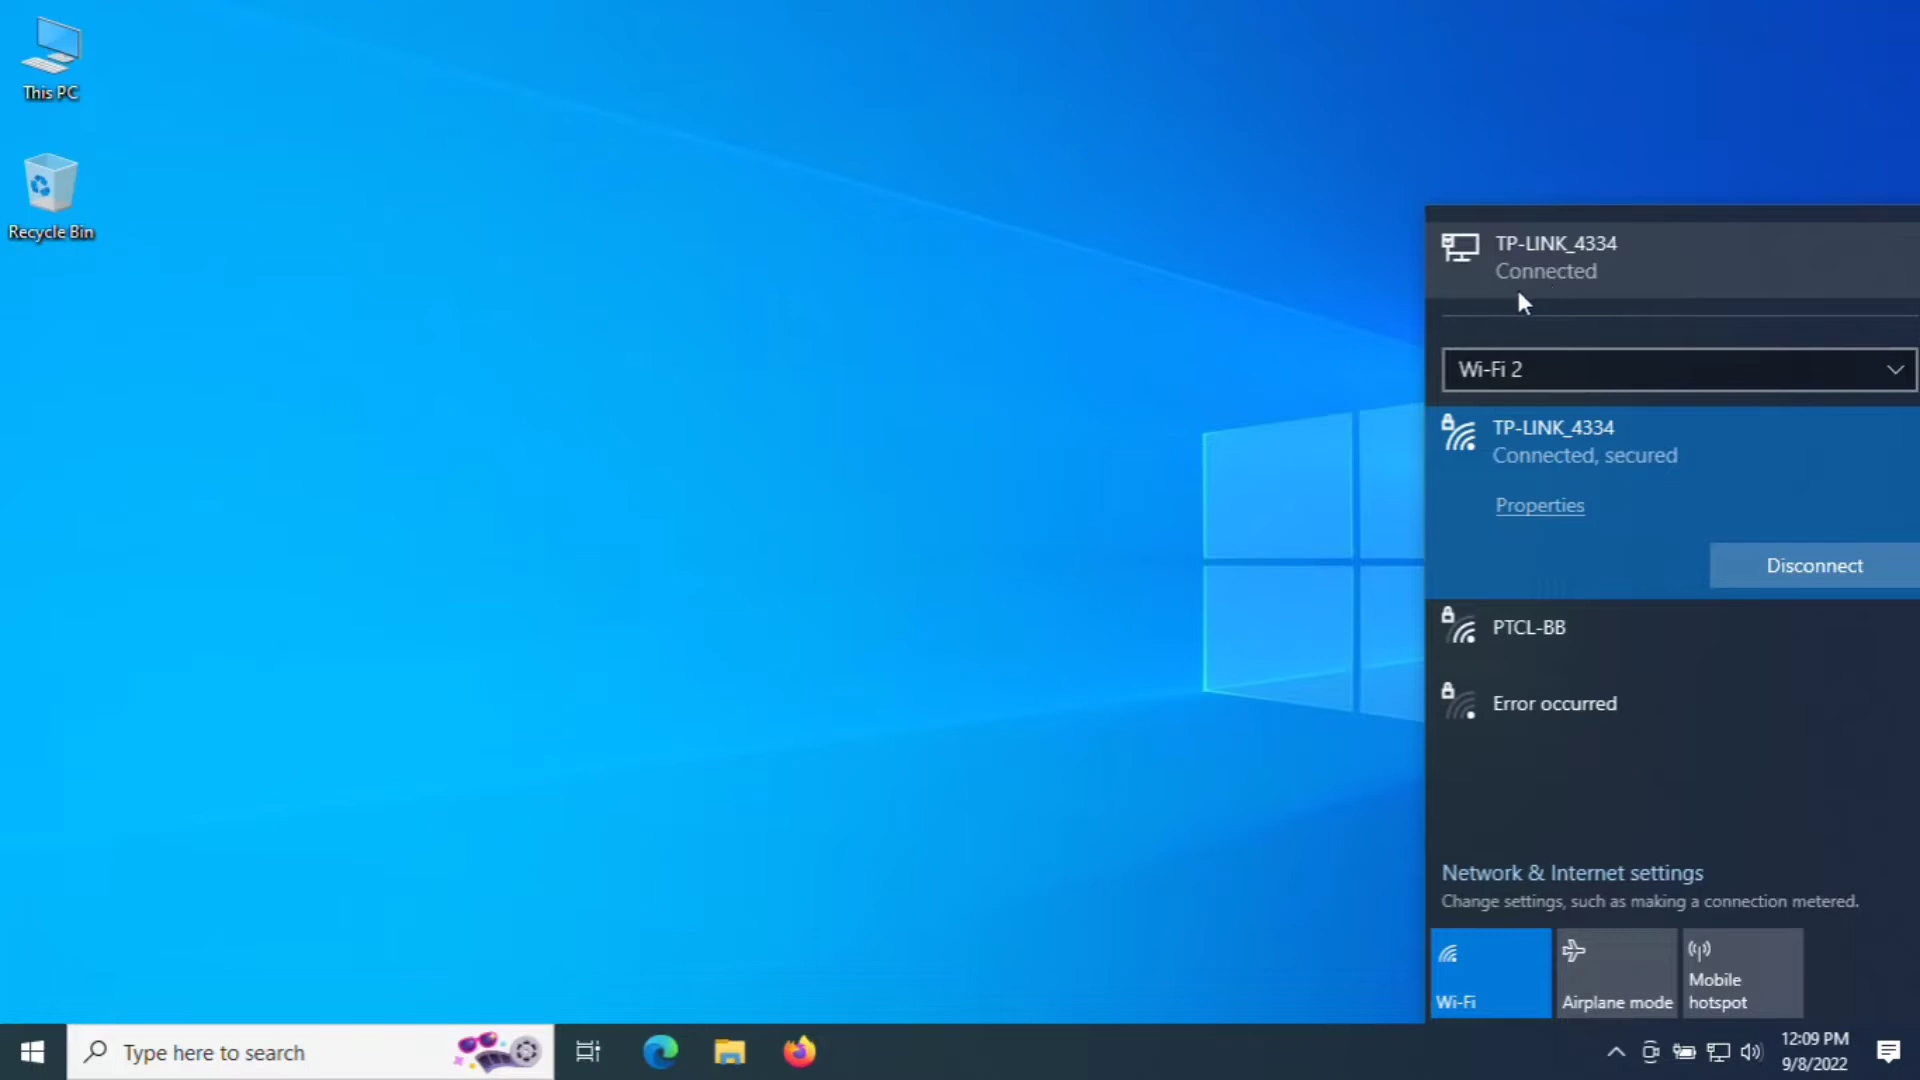 This PC
Recycle Bin
TP-LINK_4334
Connected
Wi-Fi 2
TP-LINK_4334
Connected, secured
Properties
Disconnect
PTCL-BB
Error occurred
Network & Internet settings
Change settings, such as making a connection metered.
Wi-Fi
Airplane mode
Mobile
hotspot
Type here to search
12:09 PM
9/8/2022